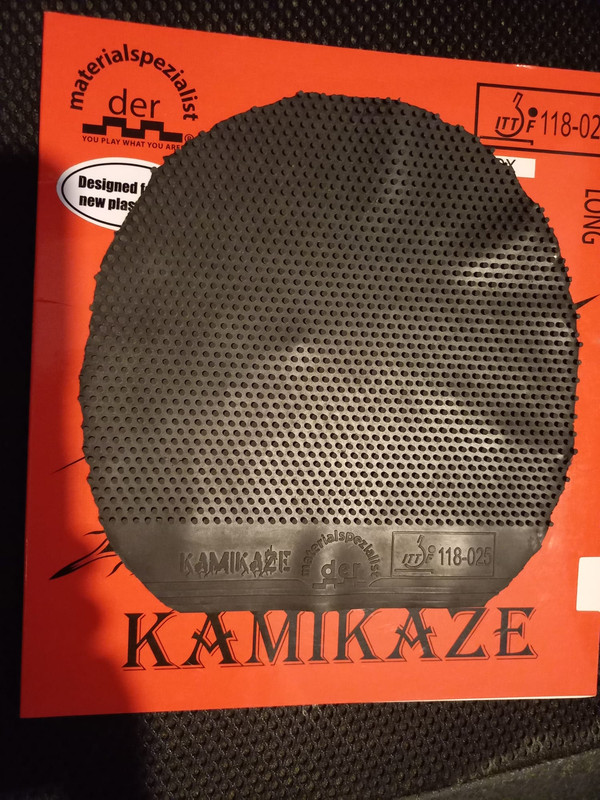 materialspezialist
der
YOU PLAY WHAT YOU ARE
®
ITTF 118-02
Designed f
new plas
OX
LONG
KAMIKAZE
materialspezialist
der
ITTF 118-025
KAMIKAZE